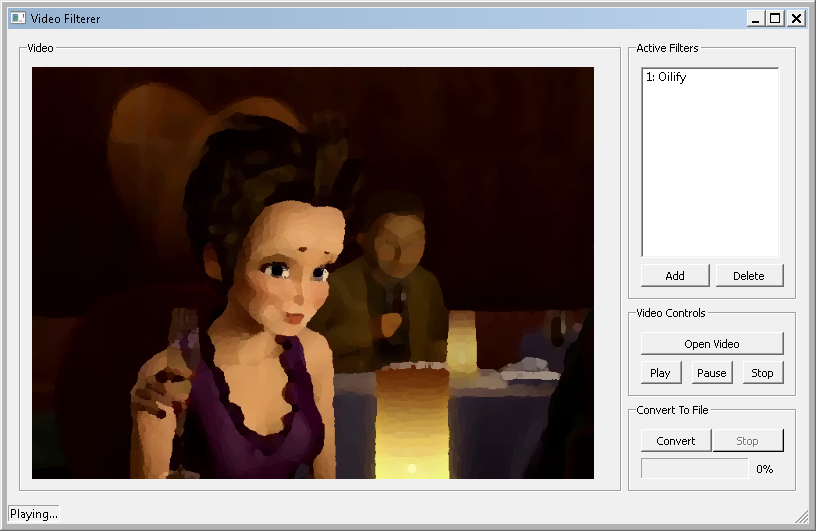 Video Filterer
Video
Active Filters
1: Oilify
Add
Delete
Video Controls
Open Video
Play
Pause
Stop
Convert To File
Convert
Stop
0%
Playing...